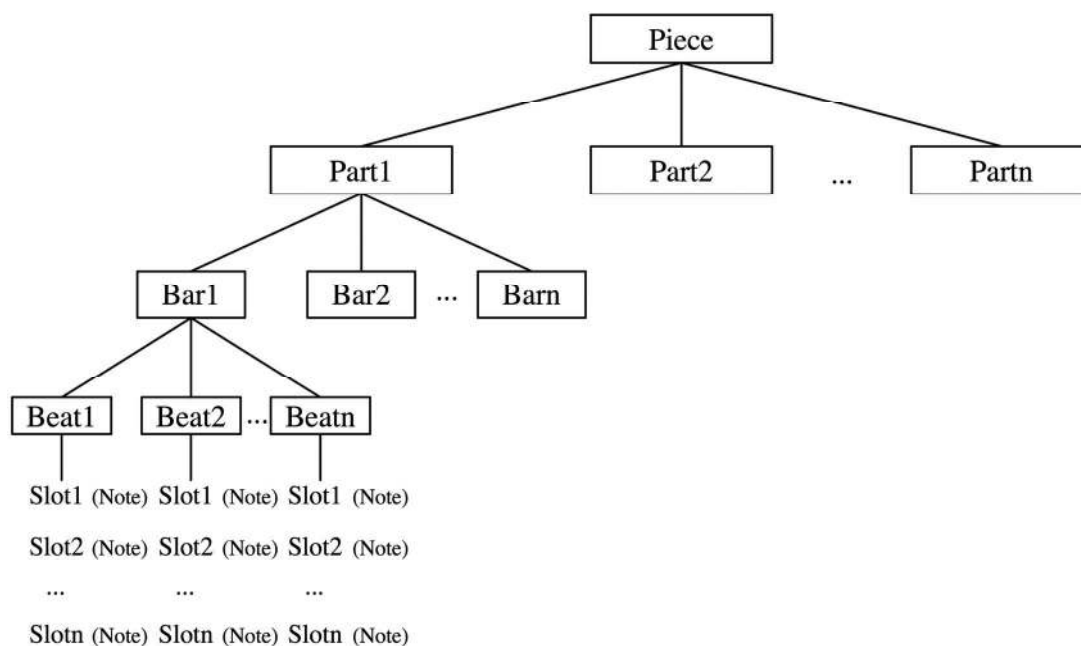 Piece
Part1 Part2 ... Partn
Bar1 Bar2 ... Barn
Beat1 Beat2 ... Beatn
Slot1 (Note) Slot1 (Note) Slot1 (Note)
Slot2 (Note) Slot2 (Note) Slot2 (Note)
... ... ...
Slotn (Note) Slotn (Note) Slotn (Note)